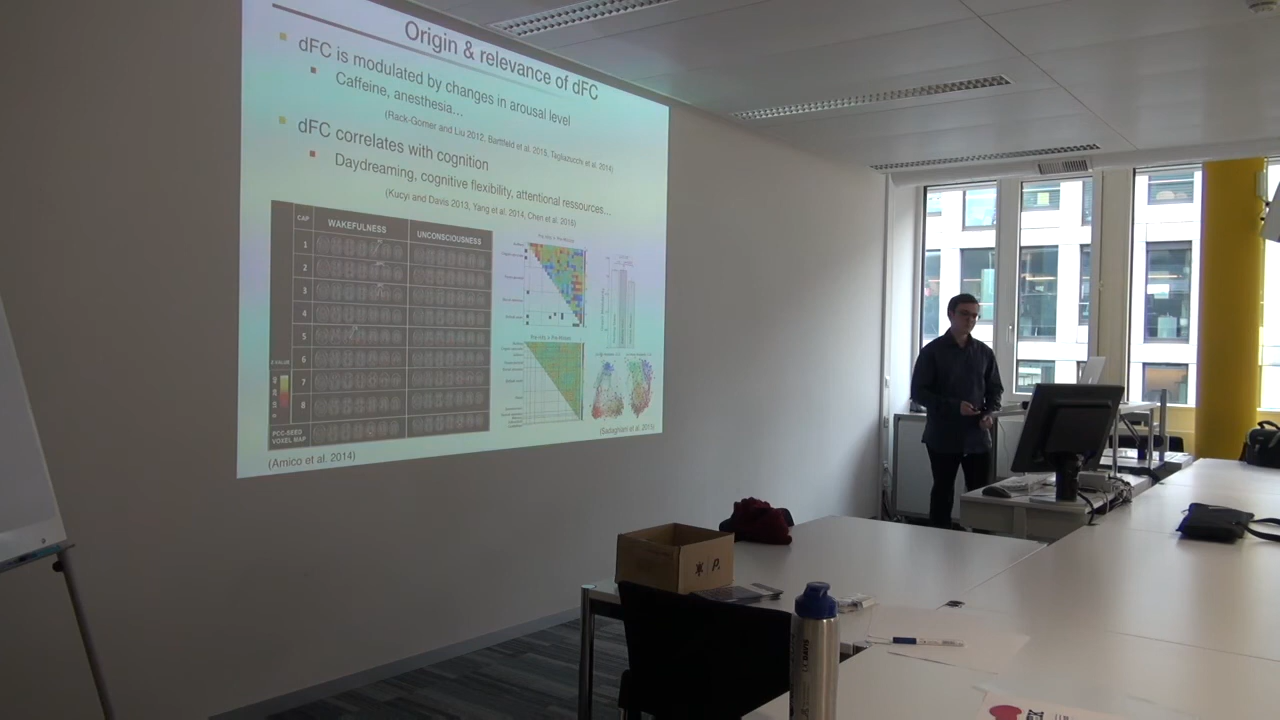 Origin & relevance of dFC
dFC is modulated by changes in arousal level
Caffeine, anesthesia…
(Rack-Gomer and Liu 2012, Barttfeld et al. 2015, Tagliazucchi et al. 2014)
dFC correlates with cognition
Daydreaming, cognitive flexibility, attentional ressources…
(Kucyi and Davis 2013, Yang et al. 2014, Chen et al. 2016)
CAP WAKEFULNESS UNCONSCIOUSNESS
1
2
3
4
5
6
7
8
Z VALUE
PCC-SEED
VOXEL MAP
(Amico et al. 2014)
(Sadaghiani et al. 2015)
P.
DAVIS